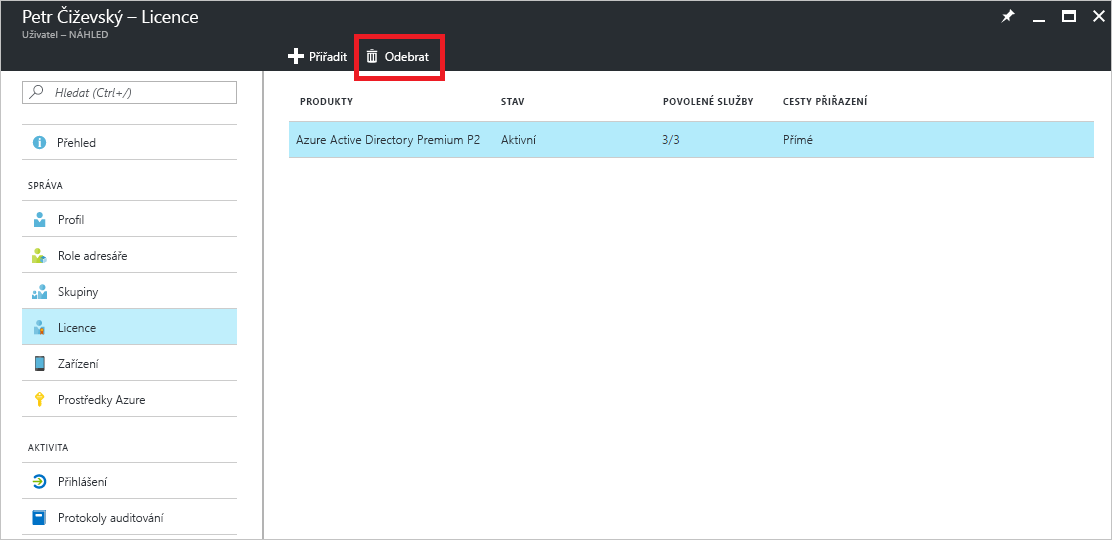 Petr Čiževský – Licence
Uživatel – NÁHLED
Přiřadit
Odebrat
Hledat (Ctrl+/)
Přehled
SPRÁVA
Profil
Role adresáře
Skupiny
Licence
Zařízení
Prostředky Azure
AKTIVITA
Přihlášení
Protokoly auditování
PRODUKTY STAV POVOLENÉ SLUŽBY CESTY PŘIŘAZENÍ
Azure Active Directory Premium P2 Aktivní 3/3 Přímé